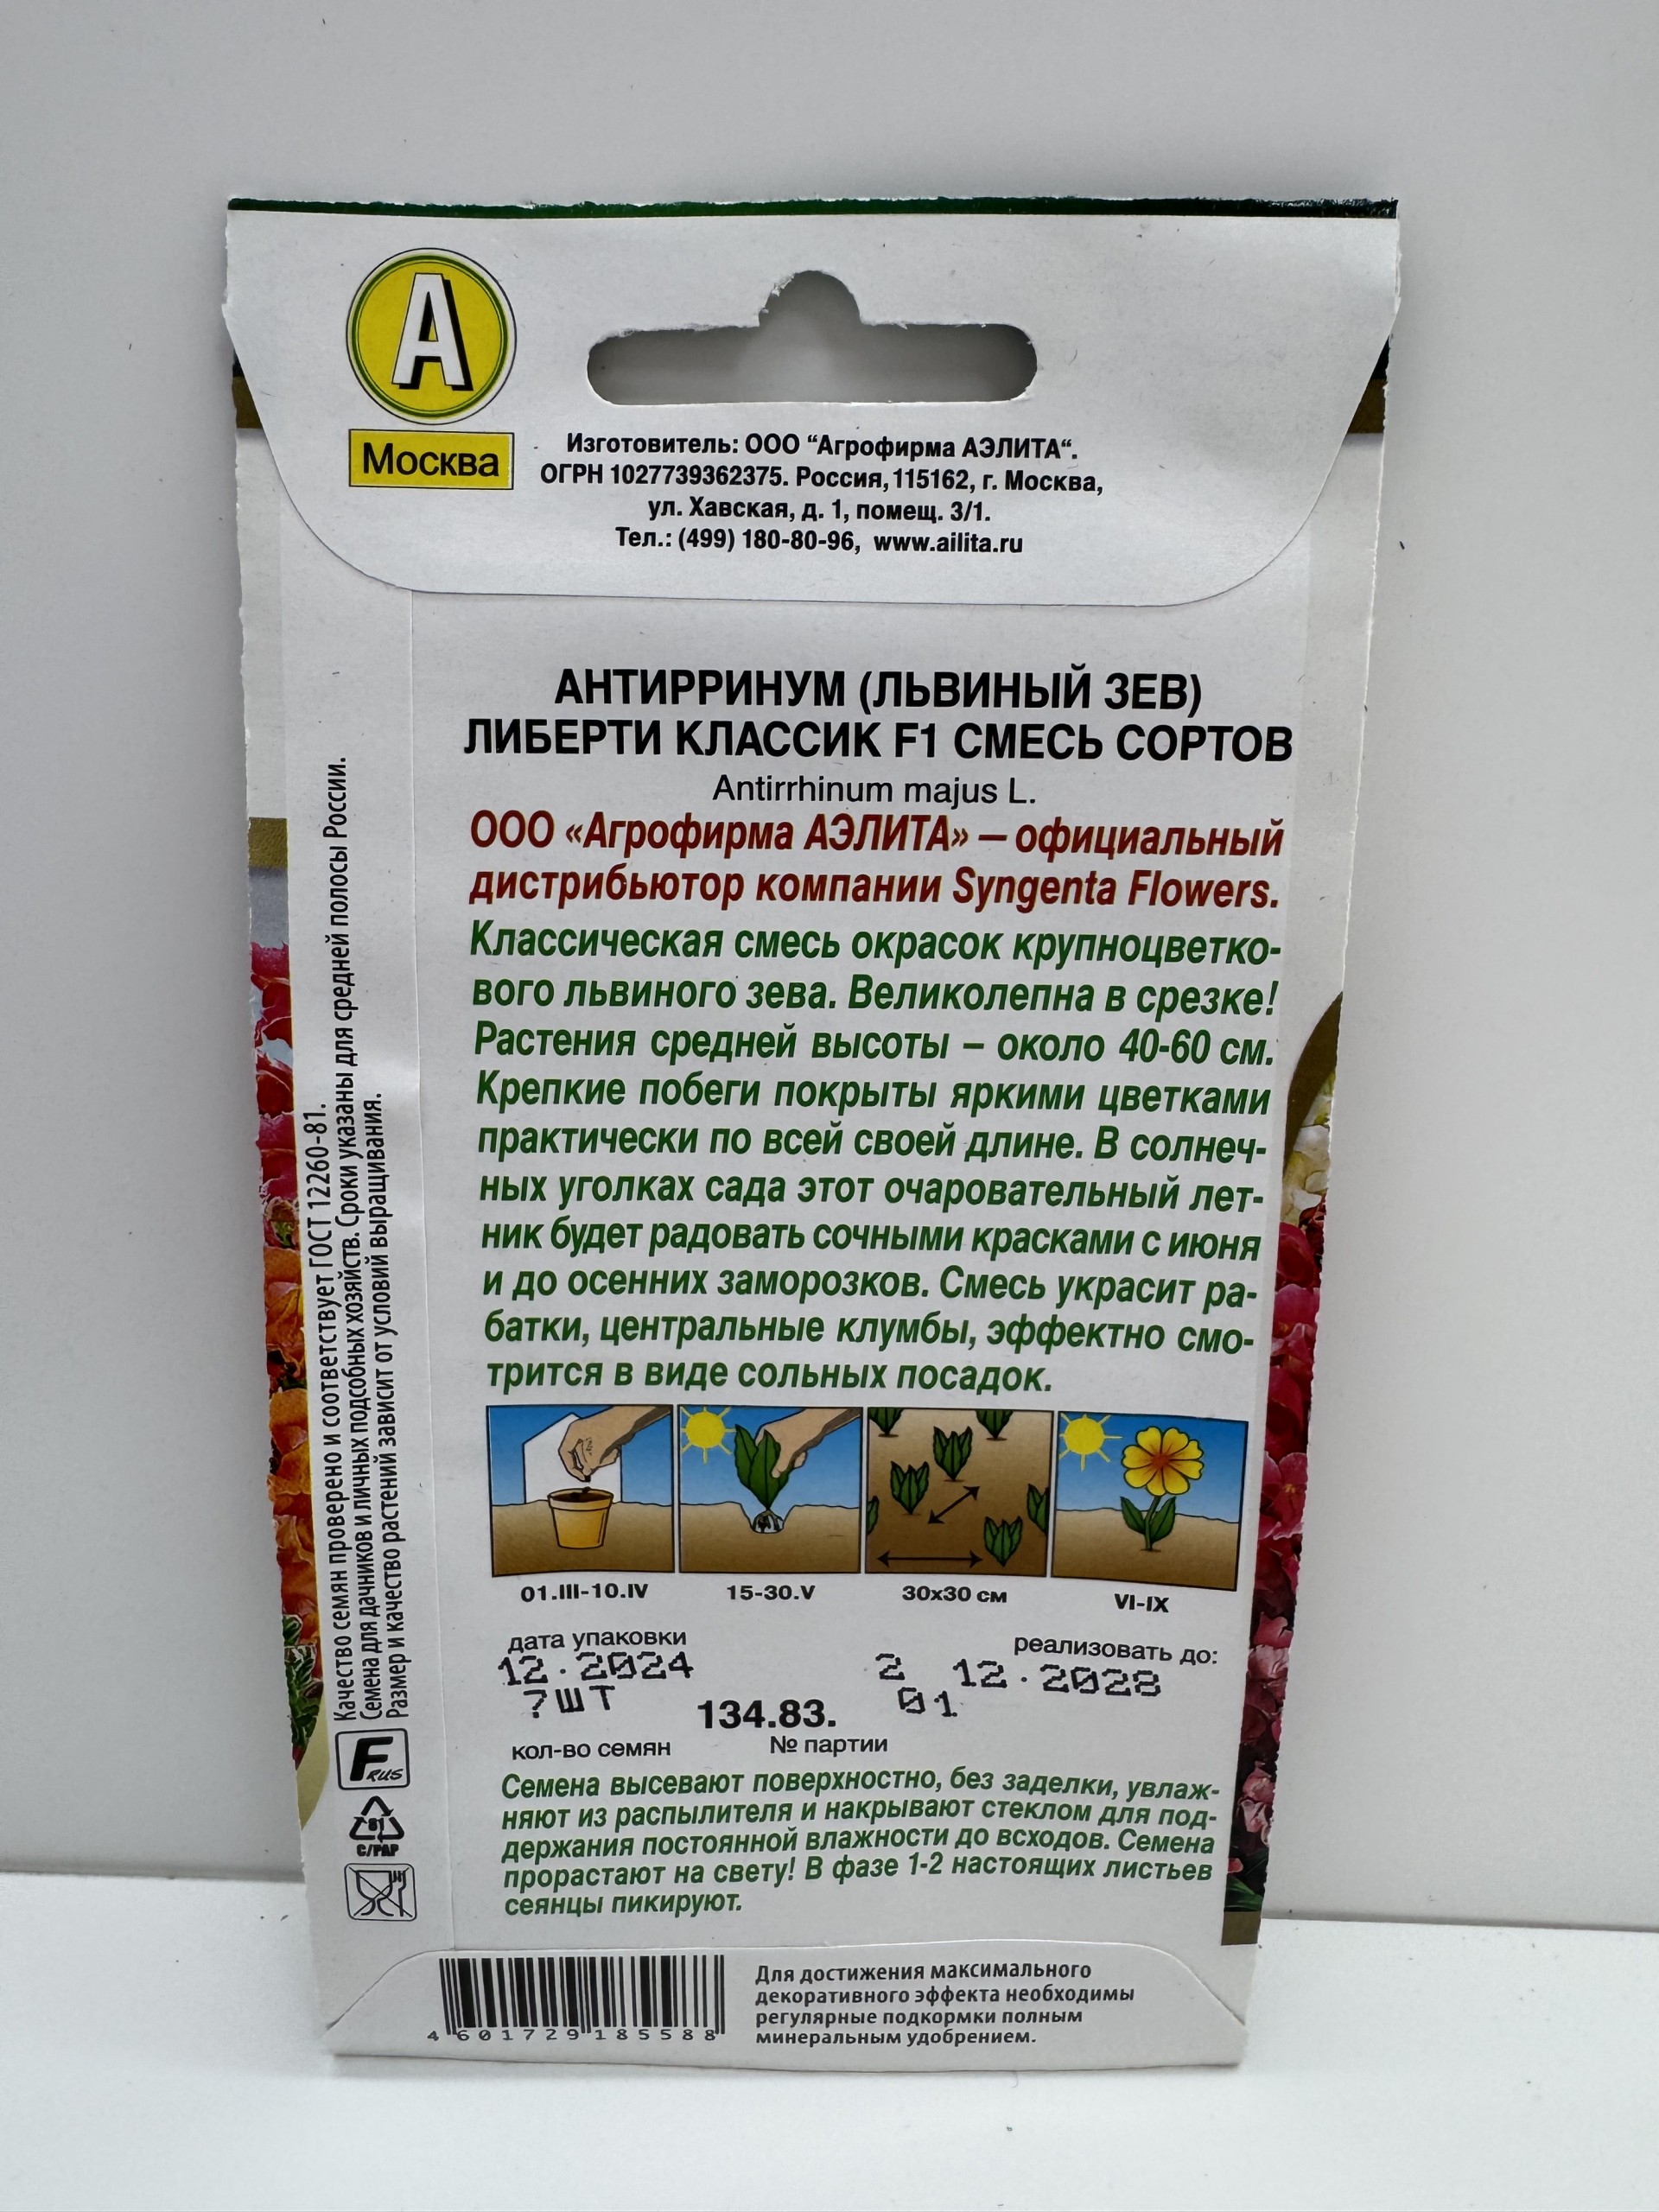 А
Москва
Изготовитель: ООО “Агрофирма АЭЛИТА“.
ОГРН 1027739362375. Россия, 115162, г. Москва,
ул. Хавская, д. 1, помещ. 3/1.
Тел.: (499) 180-80-96, www.ailita.ru
АНТИРРИНУМ (ЛЬВИНЫЙ ЗЕВ)
ЛИБЕРТИ КЛАССИК F1 СМЕСЬ СОРТОВ
Antirrhinum majus L.
ООО «Агрофирма АЭЛИТА» — официальный
дистрибьютор компании Syngenta Flowers.
Классическая смесь окрасок крупноцветко-
вого львиного зева. Великолепна в срезке!
Растения средней высоты – около 40-60 см.
Крепкие побеги покрыты яркими цветками
практически по всей своей длине. В солнеч-
ных уголках сада этот очаровательный лет-
ник будет радовать сочными красками с июня
и до осенних заморозков. Смесь украсит ра-
батки, центральные клумбы, эффектно смо-
трится в виде сольных посадок.
01.III-10.IV 15-30.V 30x30 см VI-IX
дата упаковки реализовать до:
12.2024 2 12.2028
7ШТ 134.83. 01
кол-во семян № партии
Семена высевают поверхностно, без заделки, увлаж-
няют из распылителя и накрывают стеклом для под-
держания постоянной влажности до всходов. Семена
прорастают на свету! В фазе 1-2 настоящих листьев
сеянцы пикируют.
Качество семян проверено и соответствует ГОСТ 12260-81.
Семена для дачников и личных подсобных хозяйств. Сроки указаны для средней полосы России.
Размер и качество растений зависит от условий выращивания.
F RUS
81
C/PAP
4 601729 185588
Для достижения максимального
декоративного эффекта необходимы
регулярные подкормки полным
минеральным удобрением.